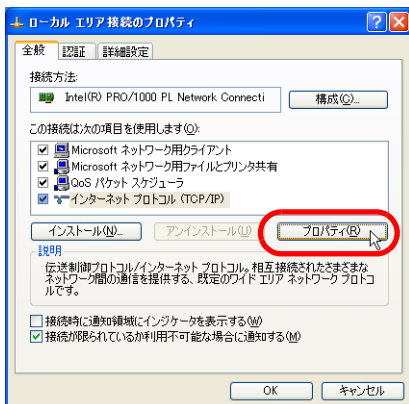 ローカル エリア接続のプロパティ
全般 認証 詳細設定
接続方法:
Intel(R) PRO/1000 PL Network Connecti 構成(C)...
この接続は次の項目を使用します(O):
Microsoft ネットワーク用クライアント
Microsoft ネットワーク用ファイルとプリンタ共有
QoS パケット スケジューラ
インターネット プロトコル (TCP/IP)
インストール(N)... アンインストール(U) プロパティ(R)
説明
伝送制御プロトコル/インターネット プロトコル。相互接続されたさまざまな
ネットワーク間の通信を提供する、既定のワイド エリア ネットワーク プロトコ
ルです。
接続時に通知領域にインジケータを表示する(W)
接続が限られているか利用不可能な場合に通知する(M)
OK キャンセル